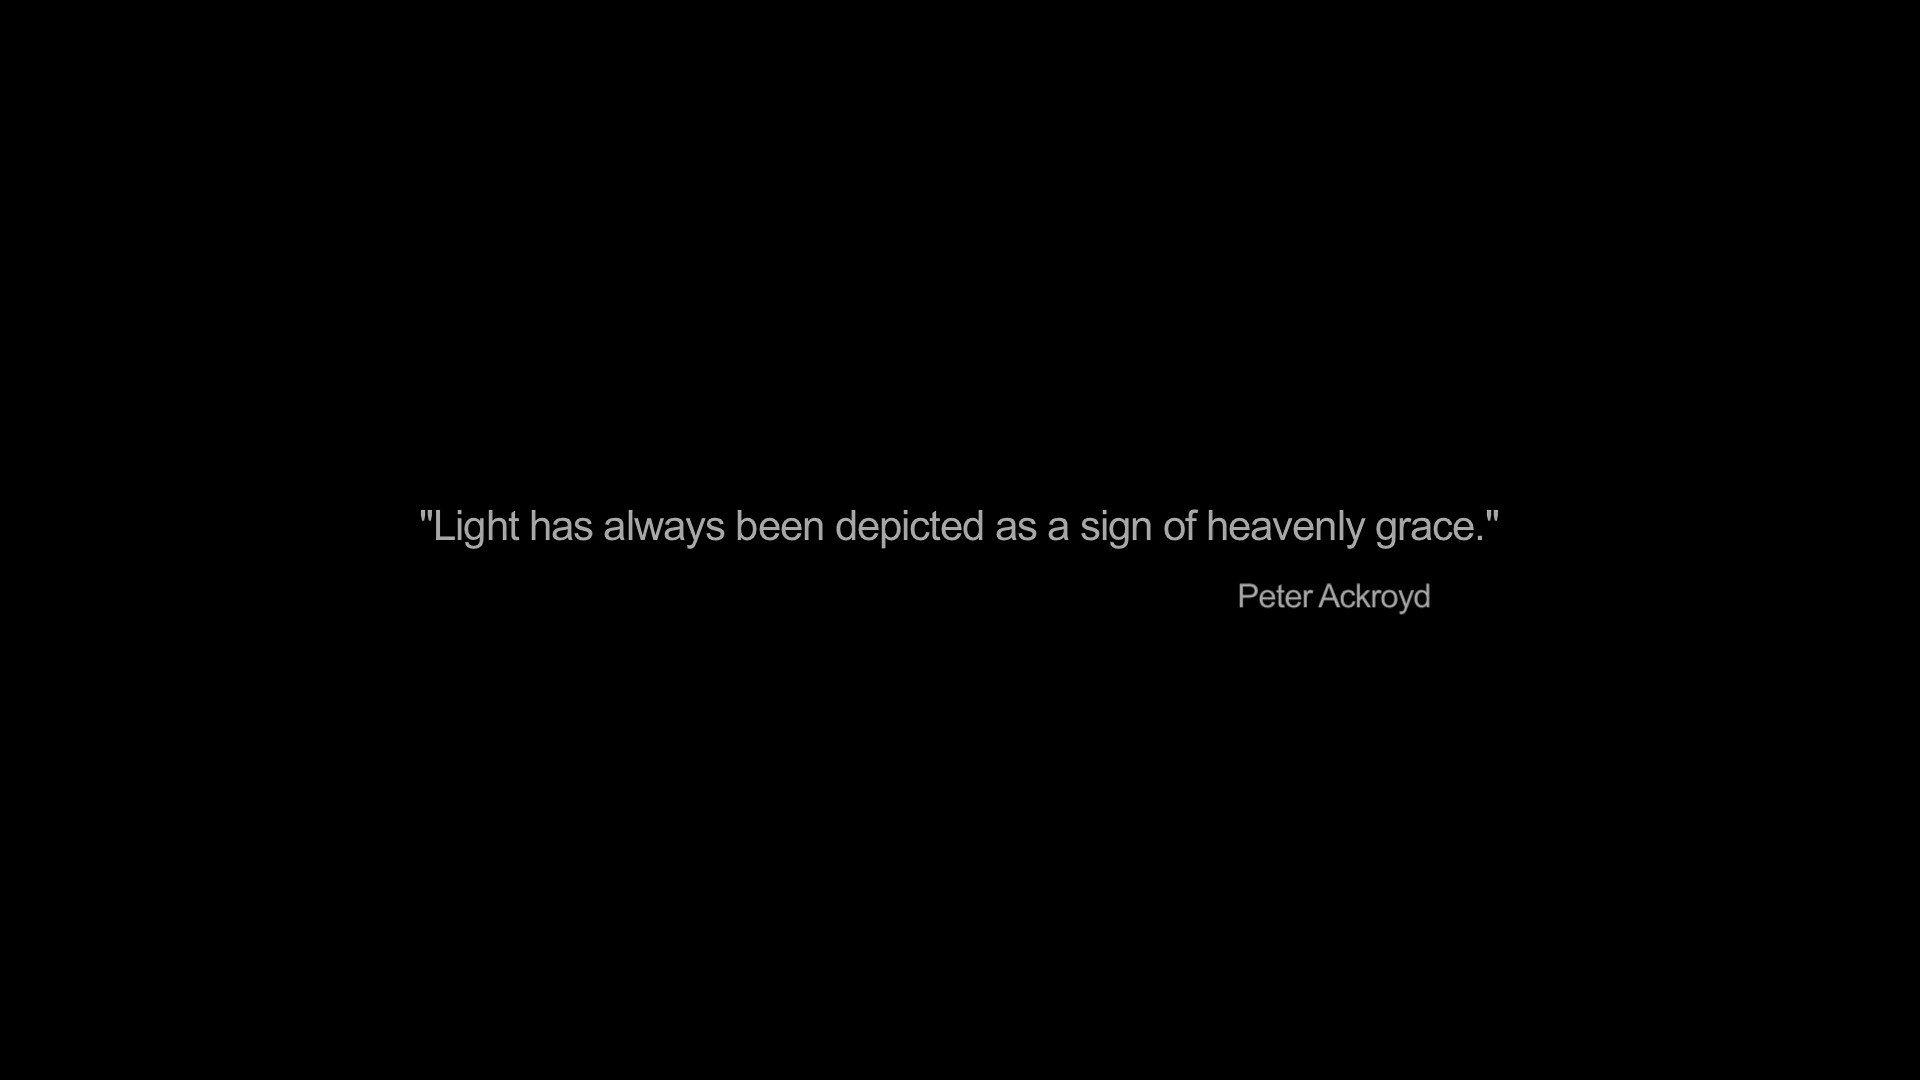 "Light has always been depicted as a sign of heavenly grace."
Peter Ackroyd